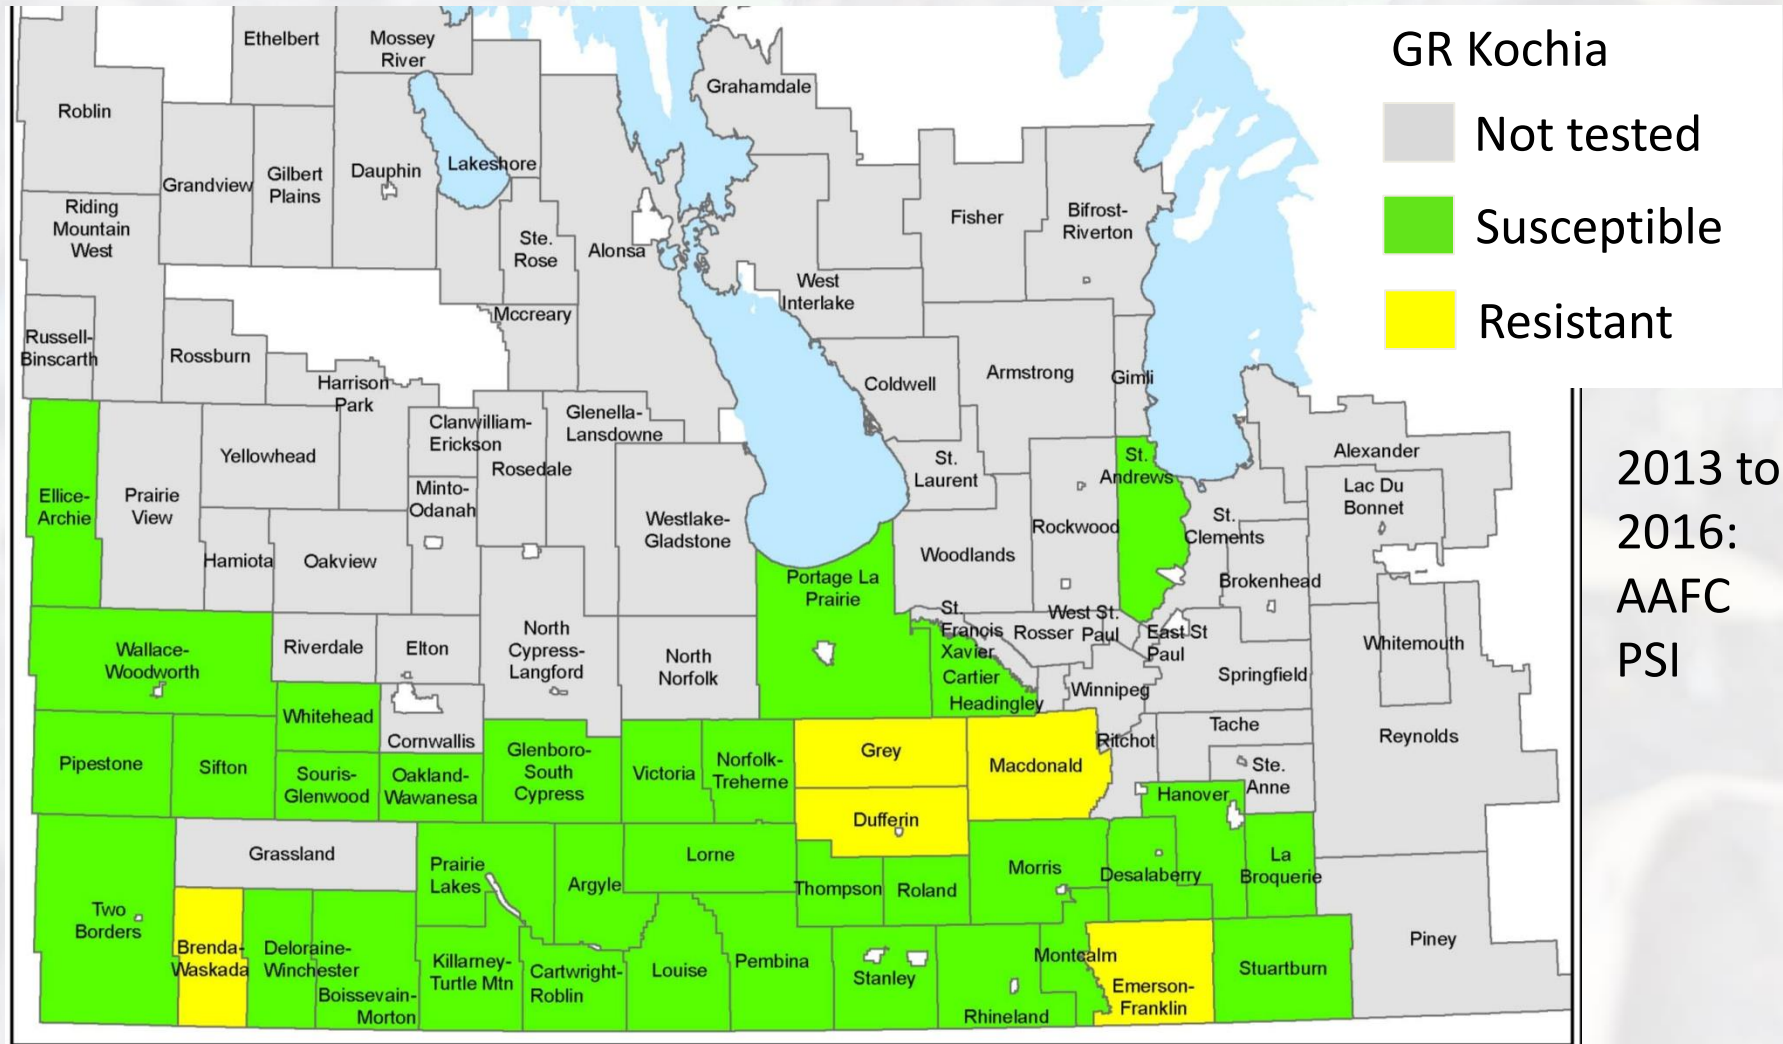 GR Kochia
Not tested
Susceptible
Resistant
2013 to
2016:
AAFC
PSI
Ethelbert
Mossey
River
Grahamdale
Roblin
Grandview
Gilbert
Plains
Dauphin
Lakeshore
Riding
Mountain
West
Ste.
Rose
Alonsa
Fisher
Bifrost-
Riverton
West
Interlake
Mccreary
Russell-
Binscarth
Rossburn
Harrison
Park
Coldwell
Armstrong
Gimli
Clanwilliam-
Erickson
Glenella-
Lansdowne
Yellowhead
Rosedale
St.
Laurent
St.
Andrews
Alexander
Ellice-
Archie
Prairie
View
Minto-
Odanah
Westlake-
Gladstone
Rockwood
St.
Clements
Lac Du
Bonnet
Hamiota
Oakview
Woodlands
Portage La
Prairie
Brokenhead
Wallace-
Woodworth
Riverdale
Elton
North
Cypress-
Langford
North
Norfolk
St.
Francis
Xavier
Rosser
West St.
Paul
East St
Paul
Whitemouth
Cartier
Headingley
Winnipeg
Springfield
Whitehead
Cornwallis
Pipestone
Sifton
Souris-
Glenwood
Oakland-
Wawanesa
Glenboro-
South
Cypress
Victoria
Norfolk-
Treherne
Grey
Macdonald
Ritchot
Tache
Reynolds
Ste.
Anne
Hanover
Dufferin
Grassland
Prairie
Lakes
Argyle
Lorne
Thompson
Roland
Morris
Desalaberry
La
Broquerie
Two
Borders
Brenda-
Waskada
Deloraine-
Winchester
Boissevain-
Morton
Killarney-
Turtle Mtn
Cartwright-
Roblin
Louise
Pembina
Stanley
Rhineland
Montcalm
Emerson-
Franklin
Stuartburn
Piney